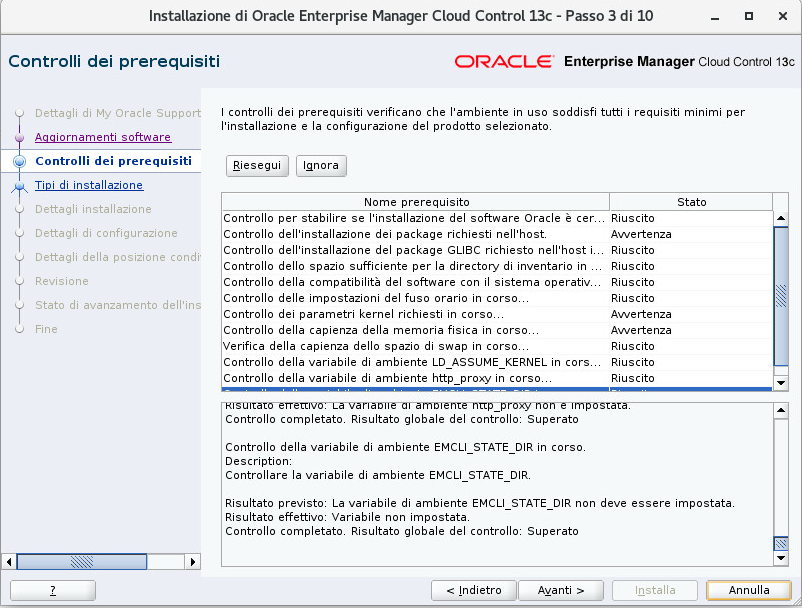 Installazione di Oracle Enterprise Manager Cloud Control 13c - Passo 3 di 10
Controlli dei prerequisiti
ORACLE Enterprise Manager Cloud Control 13c
Dettagli di My Oracle Support
Aggiornamenti software
Controlli dei prerequisiti
Tipi di installazione
Dettagli installazione
Dettagli di configurazione
Dettagli della posizione condi
Revisione
Stato di avanzamento dell'ins
Fine
I controlli dei prerequisiti verificano che l'ambiente in uso soddisfi tutti i requisiti minimi per
l'installazione e la configurazione del prodotto selezionato.
Riesegui Ignora
Nome prerequisito Stato
Controllo per stabilire se l'installazione del software Oracle è cer... Riuscito
Controllo dell'installazione dei package richiesti nell'host. Avvertenza
Controllo dell'installazione del package GLIBC richiesto nell'host i... Riuscito
Controllo dello spazio sufficiente per la directory di inventario in ... Riuscito
Controllo della compatibilità del software con il sistema operativ... Riuscito
Controllo delle impostazioni del fuso orario in corso... Riuscito
Controllo dei parametri kernel richiesti in corso... Avvertenza
Controllo della capienza della memoria fisica in corso... Avvertenza
Verifica della capienza dello spazio di swap in corso... Riuscito
Controllo della variabile di ambiente LD_ASSUME_KERNEL in cors... Riuscito
Controllo della variabile di ambiente http_proxy in corso... Riuscito
Risultato effettivo: La variabile di ambiente http_proxy non è impostata.
Controllo completato. Risultato globale del controllo: Superato
Controllo della variabile di ambiente EMCLI_STATE_DIR in corso.
Description:
Controllare la variabile di ambiente EMCLI_STATE_DIR.
Risultato previsto: La variabile di ambiente EMCLI_STATE_DIR non deve essere impostata.
Risultato effettivo: Variabile non impostata.
Controllo completato. Risultato globale del controllo: Superato
? < Indietro Avanti > Installa Annulla